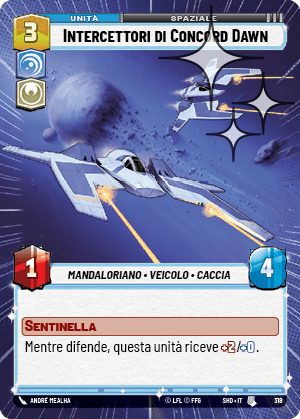 UNITÀ SPAZIALE
3 INTERCETTORI DI CONCORD DAWN
1 4
MANDALORIANO • VEICOLO • CACCIA
SENTINELLA
Mentre difende, questa unità riceve +2/+0.
ANDRÉ MEALHA © LFL © FFG SHD • IT 318